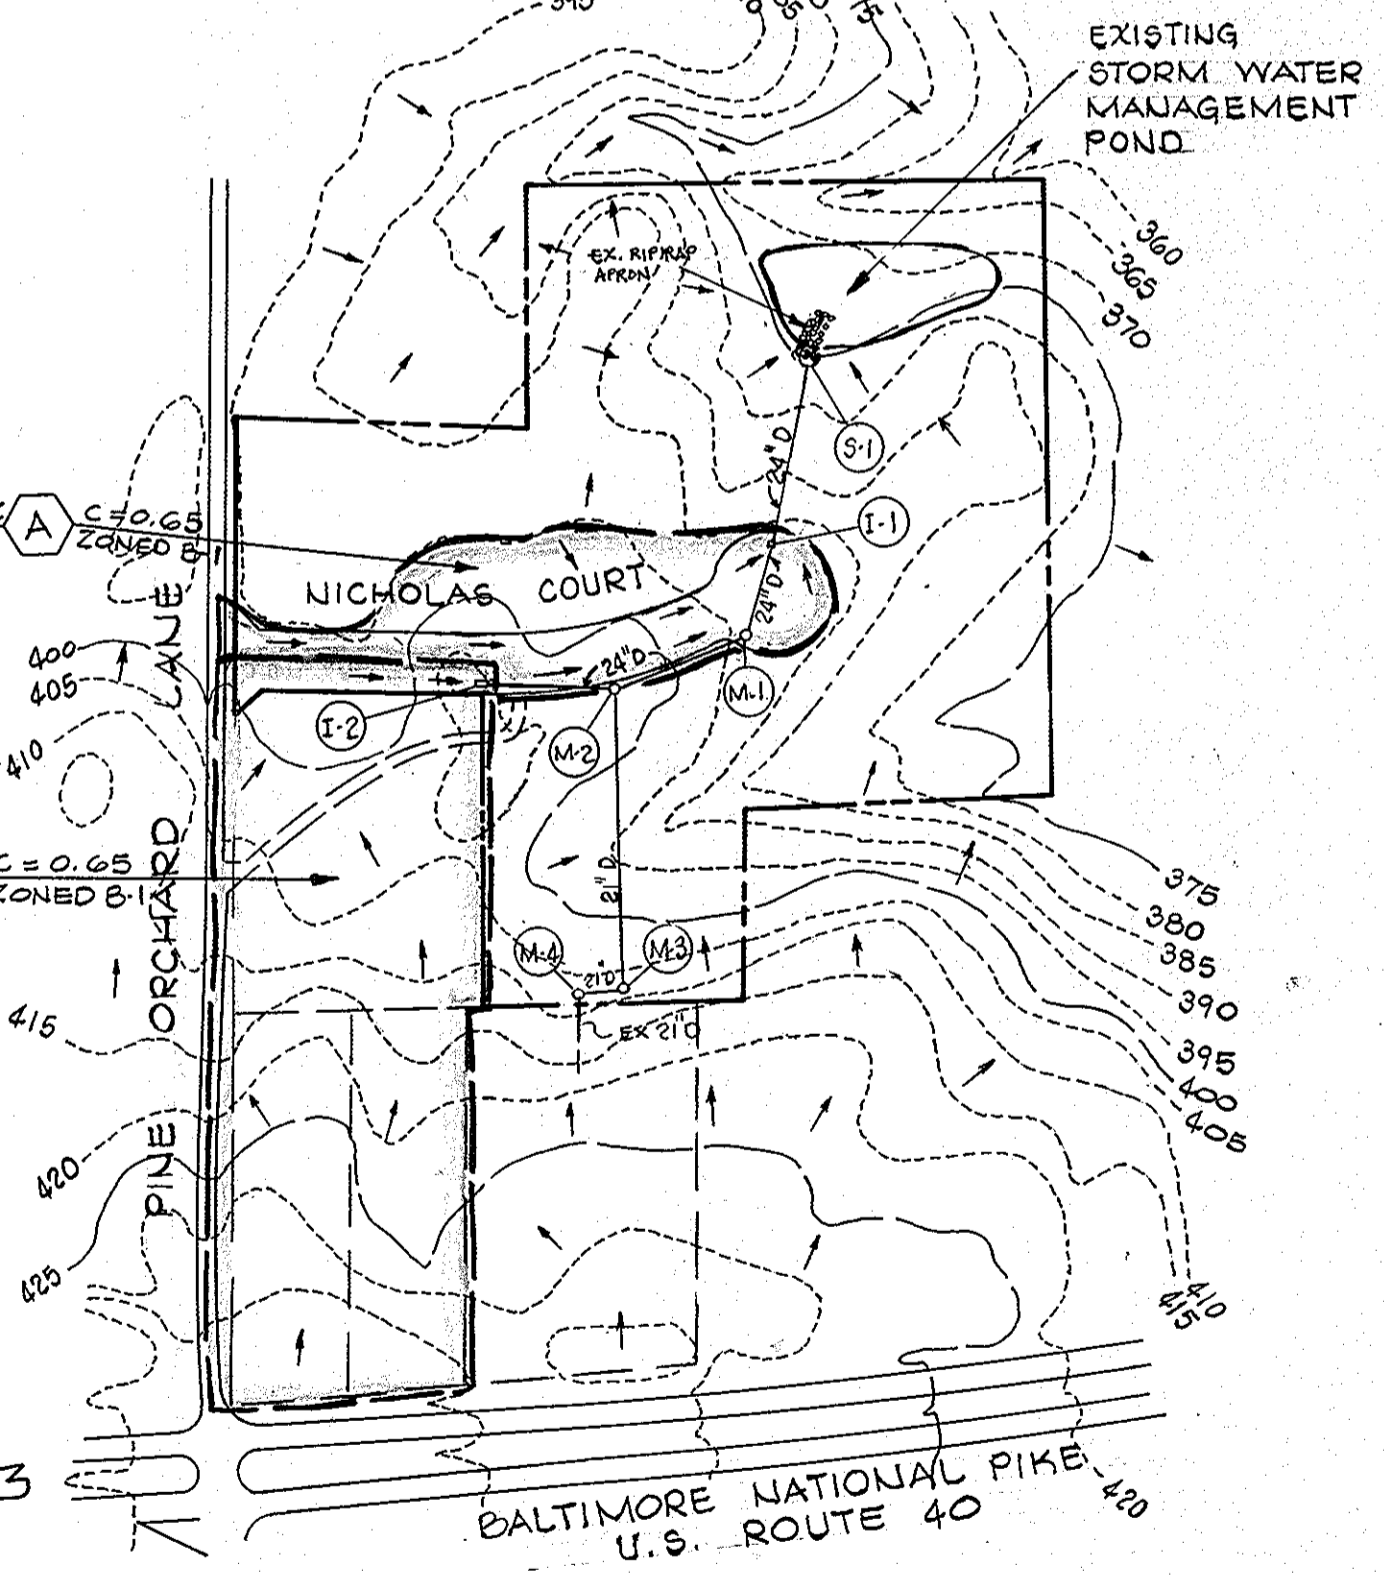 395
EXISTING
STORM WATER
MANAGEMENT
POND
360
365
370
EX. RIPRAP
APRON
24"D
S-1
A
C = 0.65
ZONED B-
I-1
NICHOLAS COURT
24"D
400
405
24"D
M-1
I-2
M-2
410
C = 0.65
ZONED B-1
21"D
375
380
385
390
395
400
405
M-4
M-3
21"D
EX 21"D
415
PINE ORCHARD LANE
420
425
410
415
3
BALTIMORE NATIONAL PIKE
U.S. ROUTE 40
420